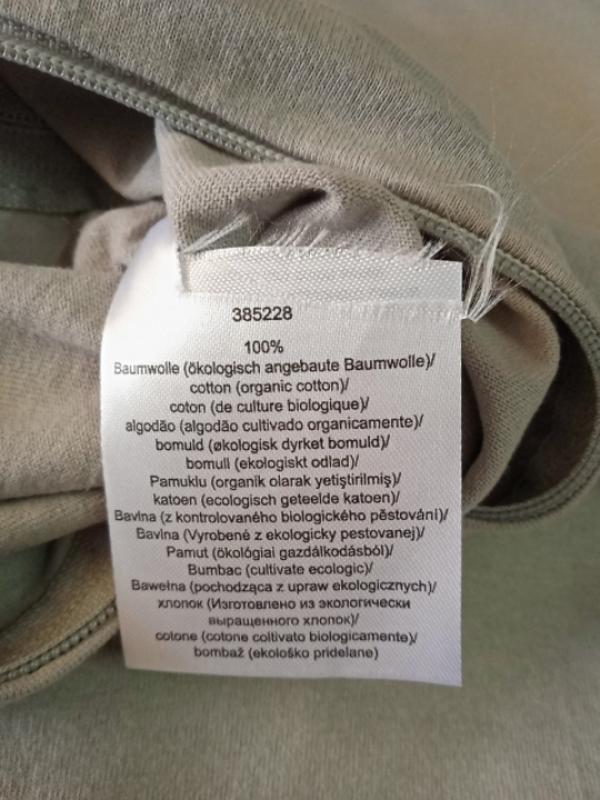 385228
100%
Baumwolle (ökologisch angebaute Baumwolle)/
cotton (organic cotton)/
coton (de culture biologique)/
algodão (algodão cultivado organicamente)/
bomuld (økologisk dyrket bomuld)/
bomull (ekologiskt odlad)/
Pamuklu (organik olarak yetiştirilmiş)/
katoen (ecologisch geteelde katoen)/
Bavlna (z kontrolovaného biologického pěstování)/
Bavlna (Vyrobené z ekologicky pestovanej)/
Pamut (ökológiai gazdálkodásból)/
Bumbac (cultivate ecologic)/
Bawełna (pochodząca z upraw ekologicznych)/
хлопок (Изготовлено из экологически
выращенного хлопок)/
cotone (cotone coltivato biologicamente)/
bombaž (ekološko pridelane)